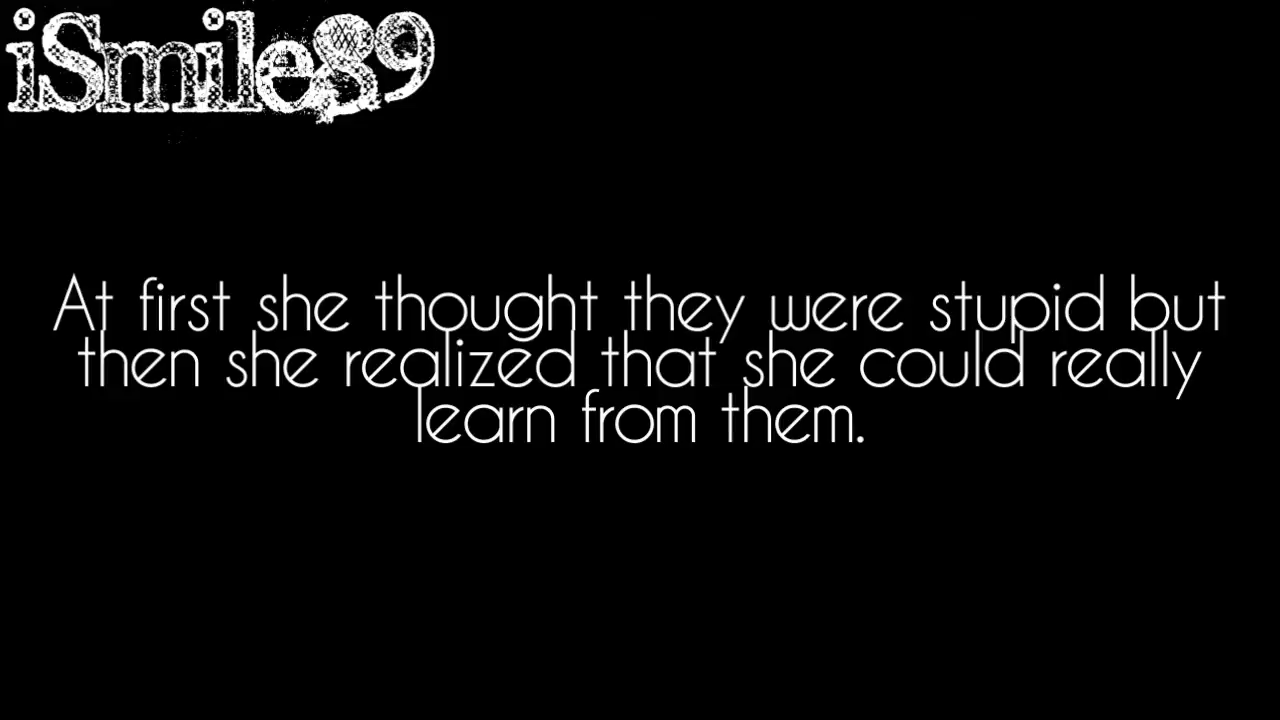 iSmile89
At first she thought they were stupid but
then she realized that she could really
learn from them.